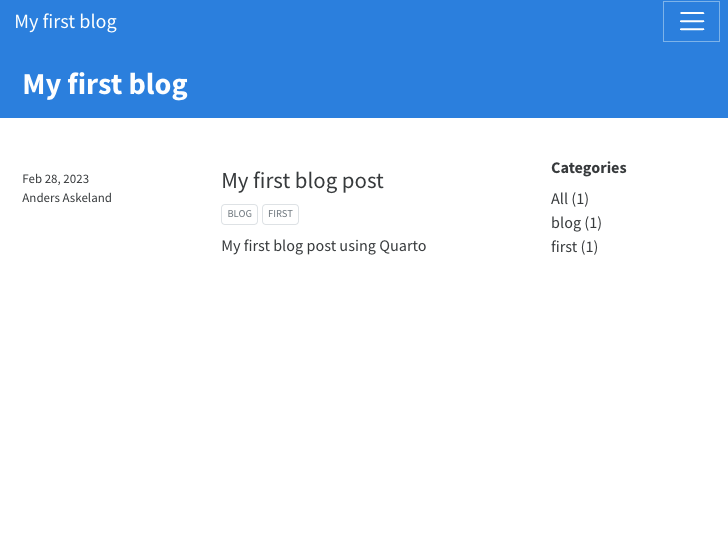 My first blog
My first blog
Feb 28, 2023
Anders Askeland
My first blog post
BLOG FIRST
My first blog post using Quarto
Categories
All (1)
blog (1)
first (1)